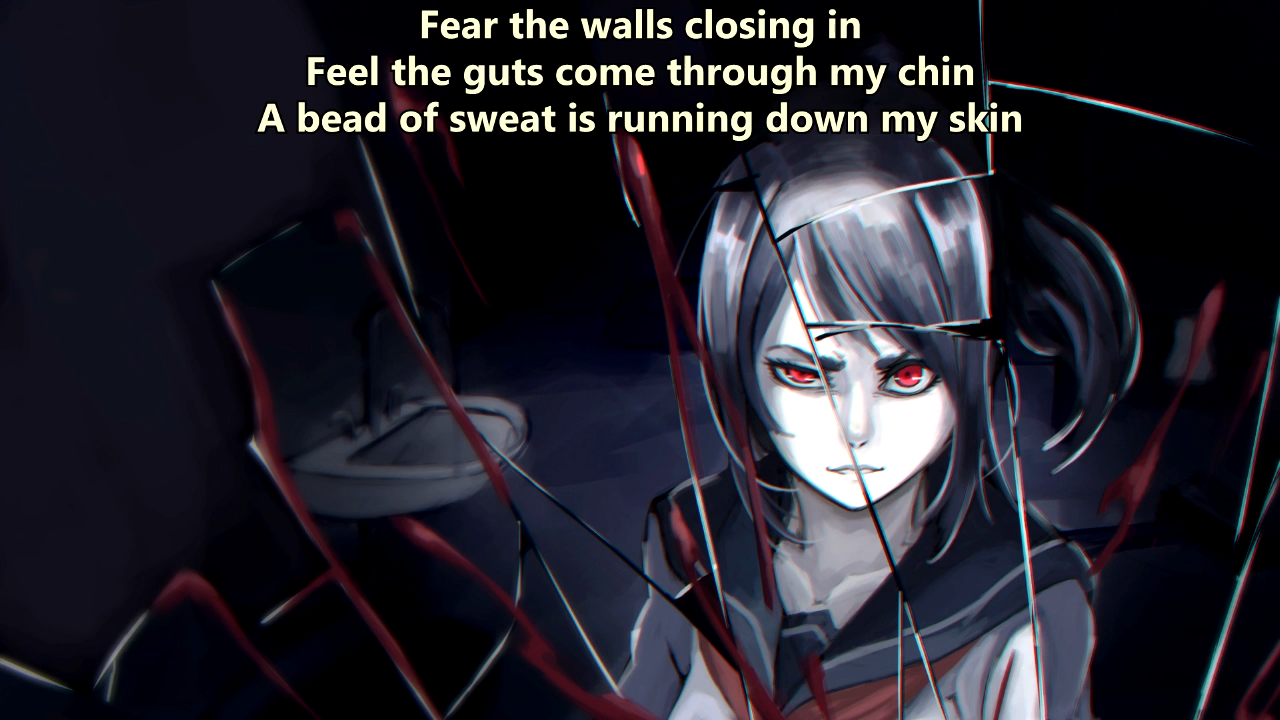 Fear the walls closing in
Feel the guts come through my chin
A bead of sweat is running down my skin